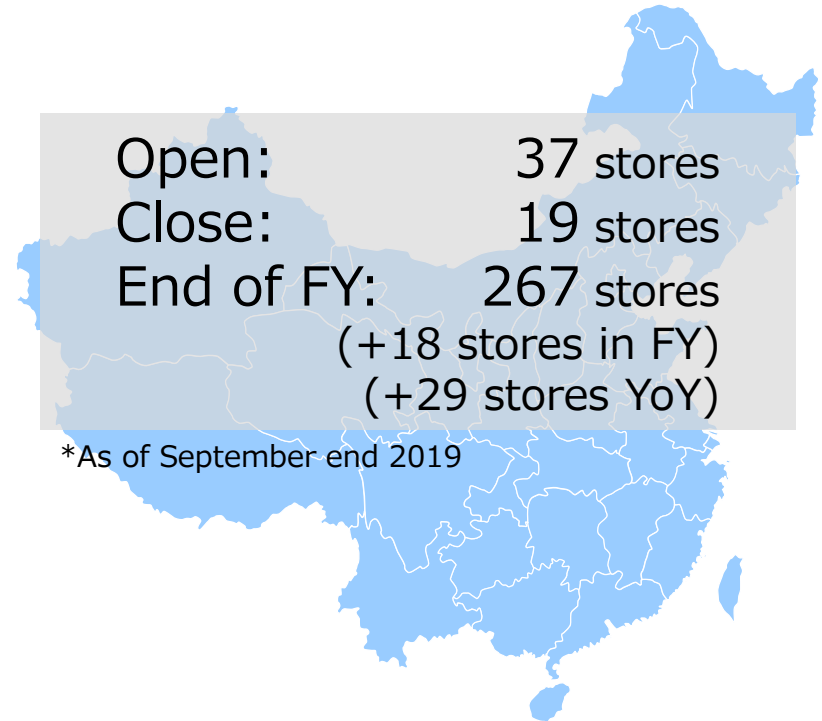 Open: 37 stores
Close: 19 stores
End of FY: 267 stores
(+18 stores in FY)
(+29 stores YoY)
*As of September end 2019